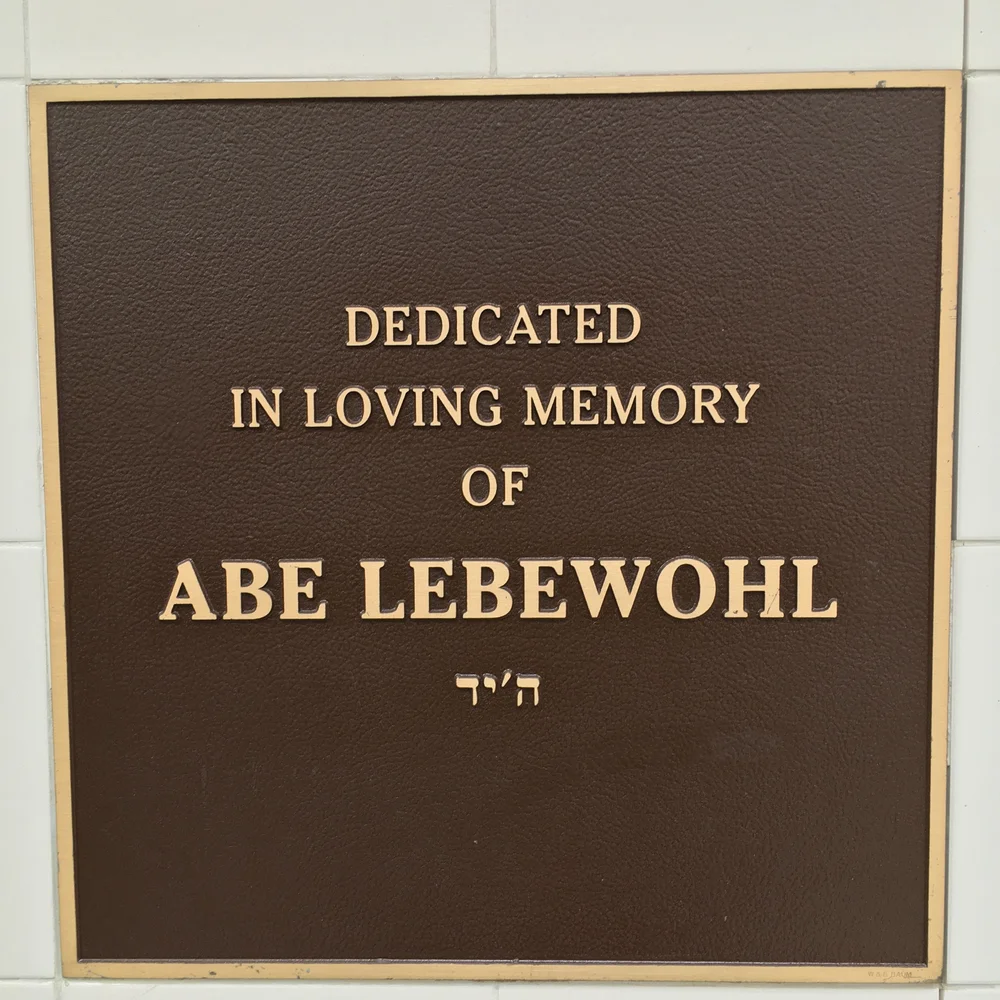 DEDICATED
IN LOVING MEMORY
OF
ABE LEBEWOHL
ה׳יד